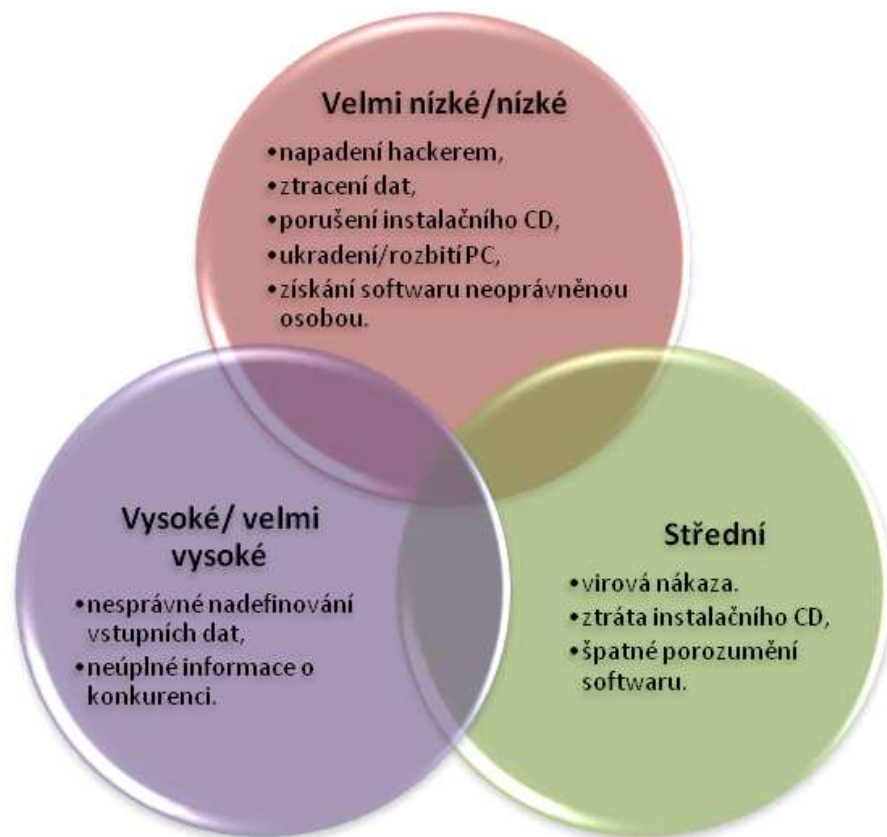 Velmi nízké/nízké
•napadení hackerem,
•ztracení dat,
•porušení instalačního CD,
•ukradení/rozbití PC,
•získání softwaru neoprávněnou
osobou.
Vysoké/ velmi
vysoké
•nesprávné nadefinování
vstupních dat,
•neúplné informace o
konkurenci.
Střední
•virová nákaza.
•ztráta instalačního CD,
•špatné porozumění
softwaru.